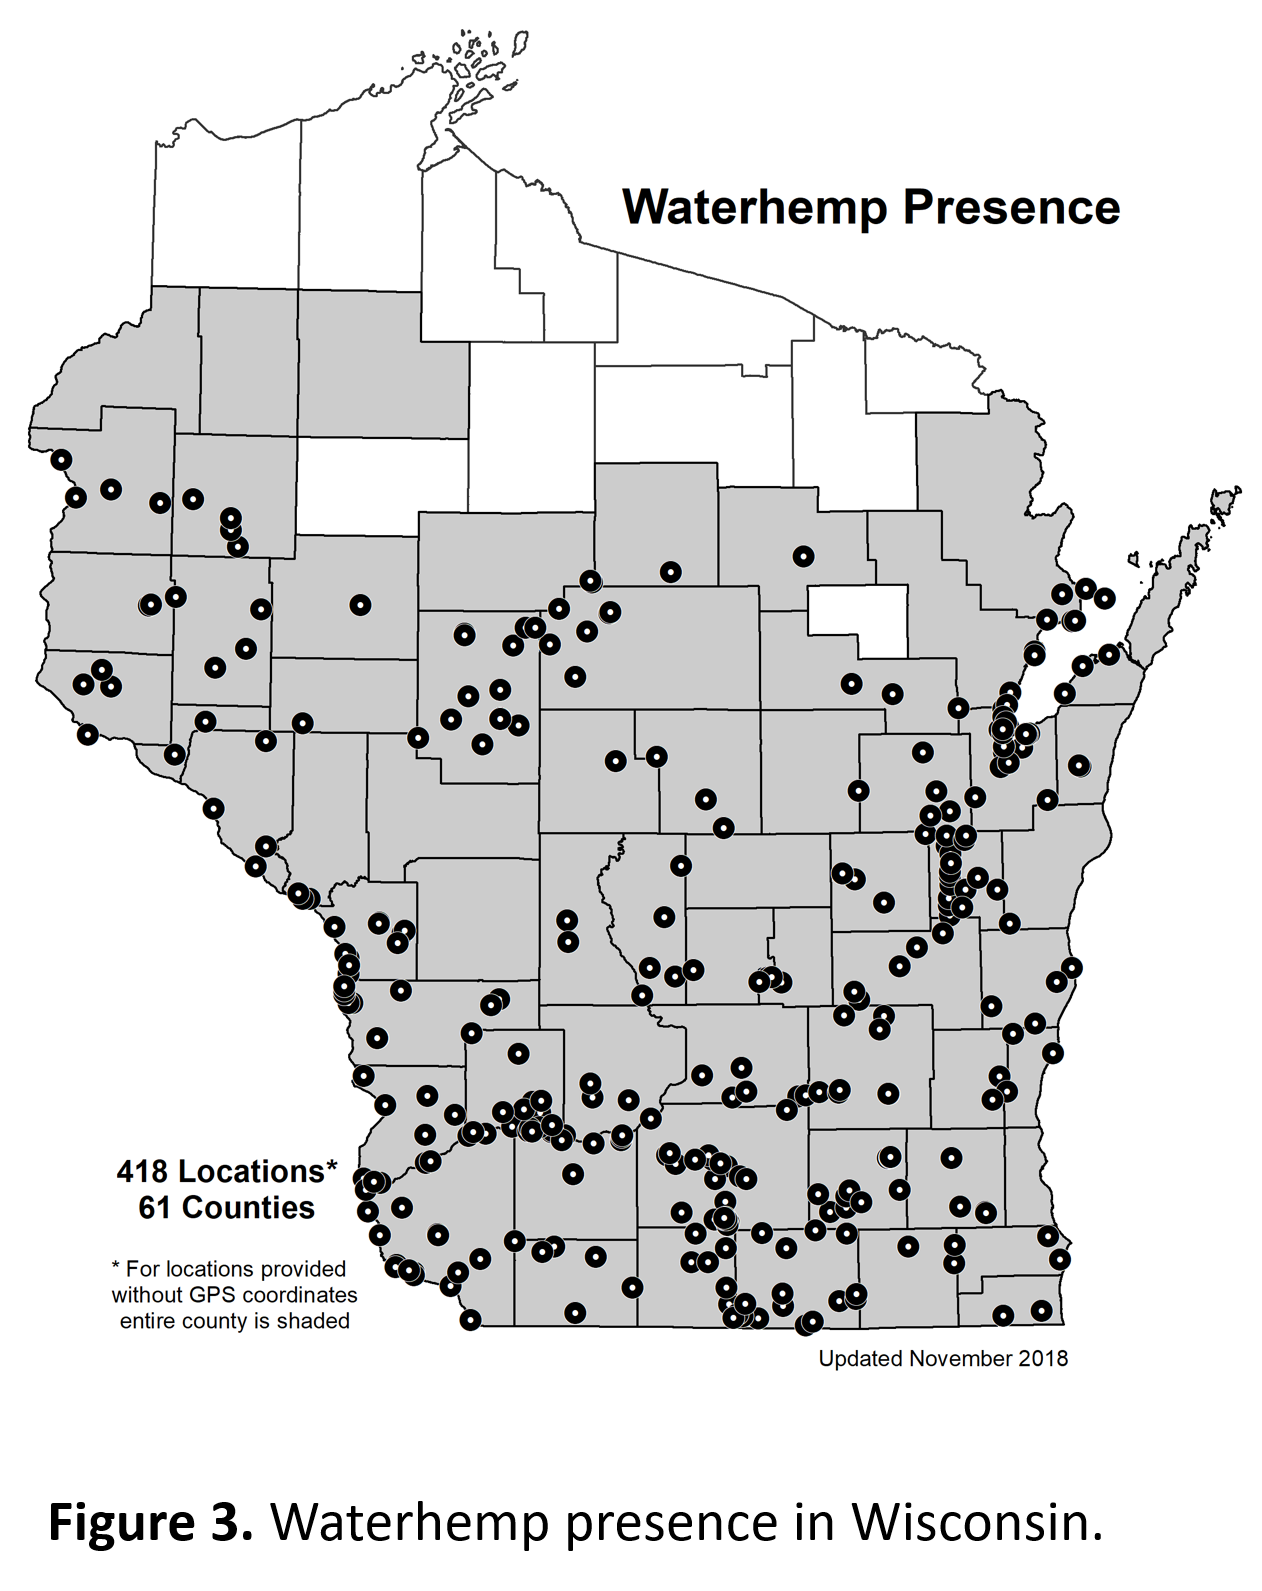 Waterhemp Presence
418 Locations*
61 Counties
* For locations provided
without GPS coordinates
entire county is shaded
Updated November 2018
Figure 3. Waterhemp presence in Wisconsin.